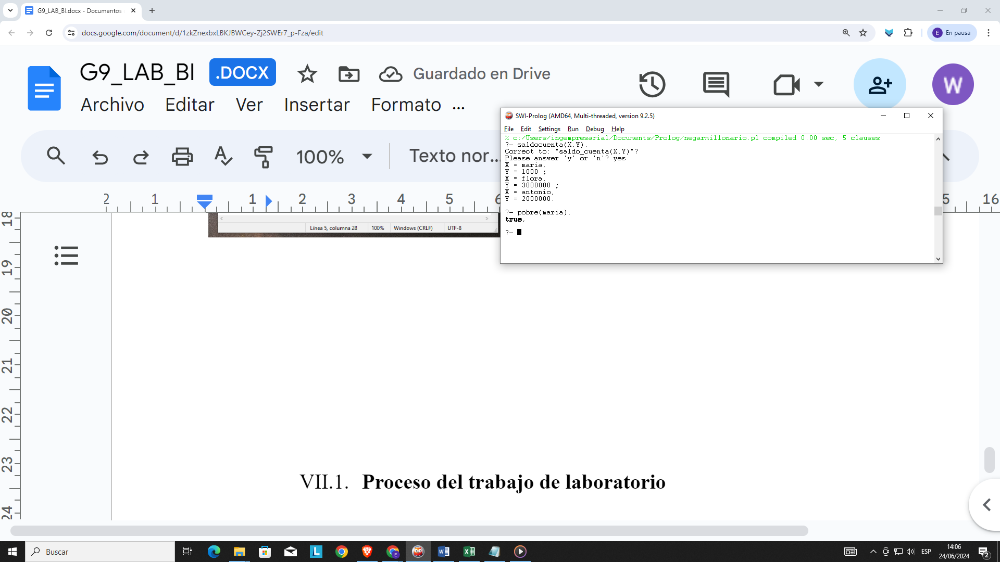 G9_LAB_BI.docx - Documentos
docs.google.com/document/d/1zkZnexbxLBKJBWCey-Zj2SWEr7_p-Fza/edit
E En pausa
G9_LAB_BI .DOCX Guardado en Drive
W
Archivo Editar Ver Insertar Formato ...
100% Texto nor...
2 1 1 2 3 4 5 6 5 16
18
19
20
21
22
23
24
Línea 5, columna 28 100% Windows (CRLF) UTF-8
SWI-Prolog (AMD64, Multi-threaded, version 9.2.5)
File Edit Settings Run Debug Help
% c:/Users/ingempresarial/Documents/Prolog/negarmillonario.pl compiled 0.00 sec, 5 clauses
?- saldocuenta(X,Y).
Correct to: "saldo_cuenta(X,Y)"?
Please answer 'y' or 'n'? yes
X = maria,
Y = 1000 ;
X = flora,
Y = 3000000 ;
X = antonio,
Y = 2000000.
?- pobre(maria).
true.
?-
VII.1. Proceso del trabajo de laboratorio
Buscar
L
E
ESP
14:06
24/06/2024
2